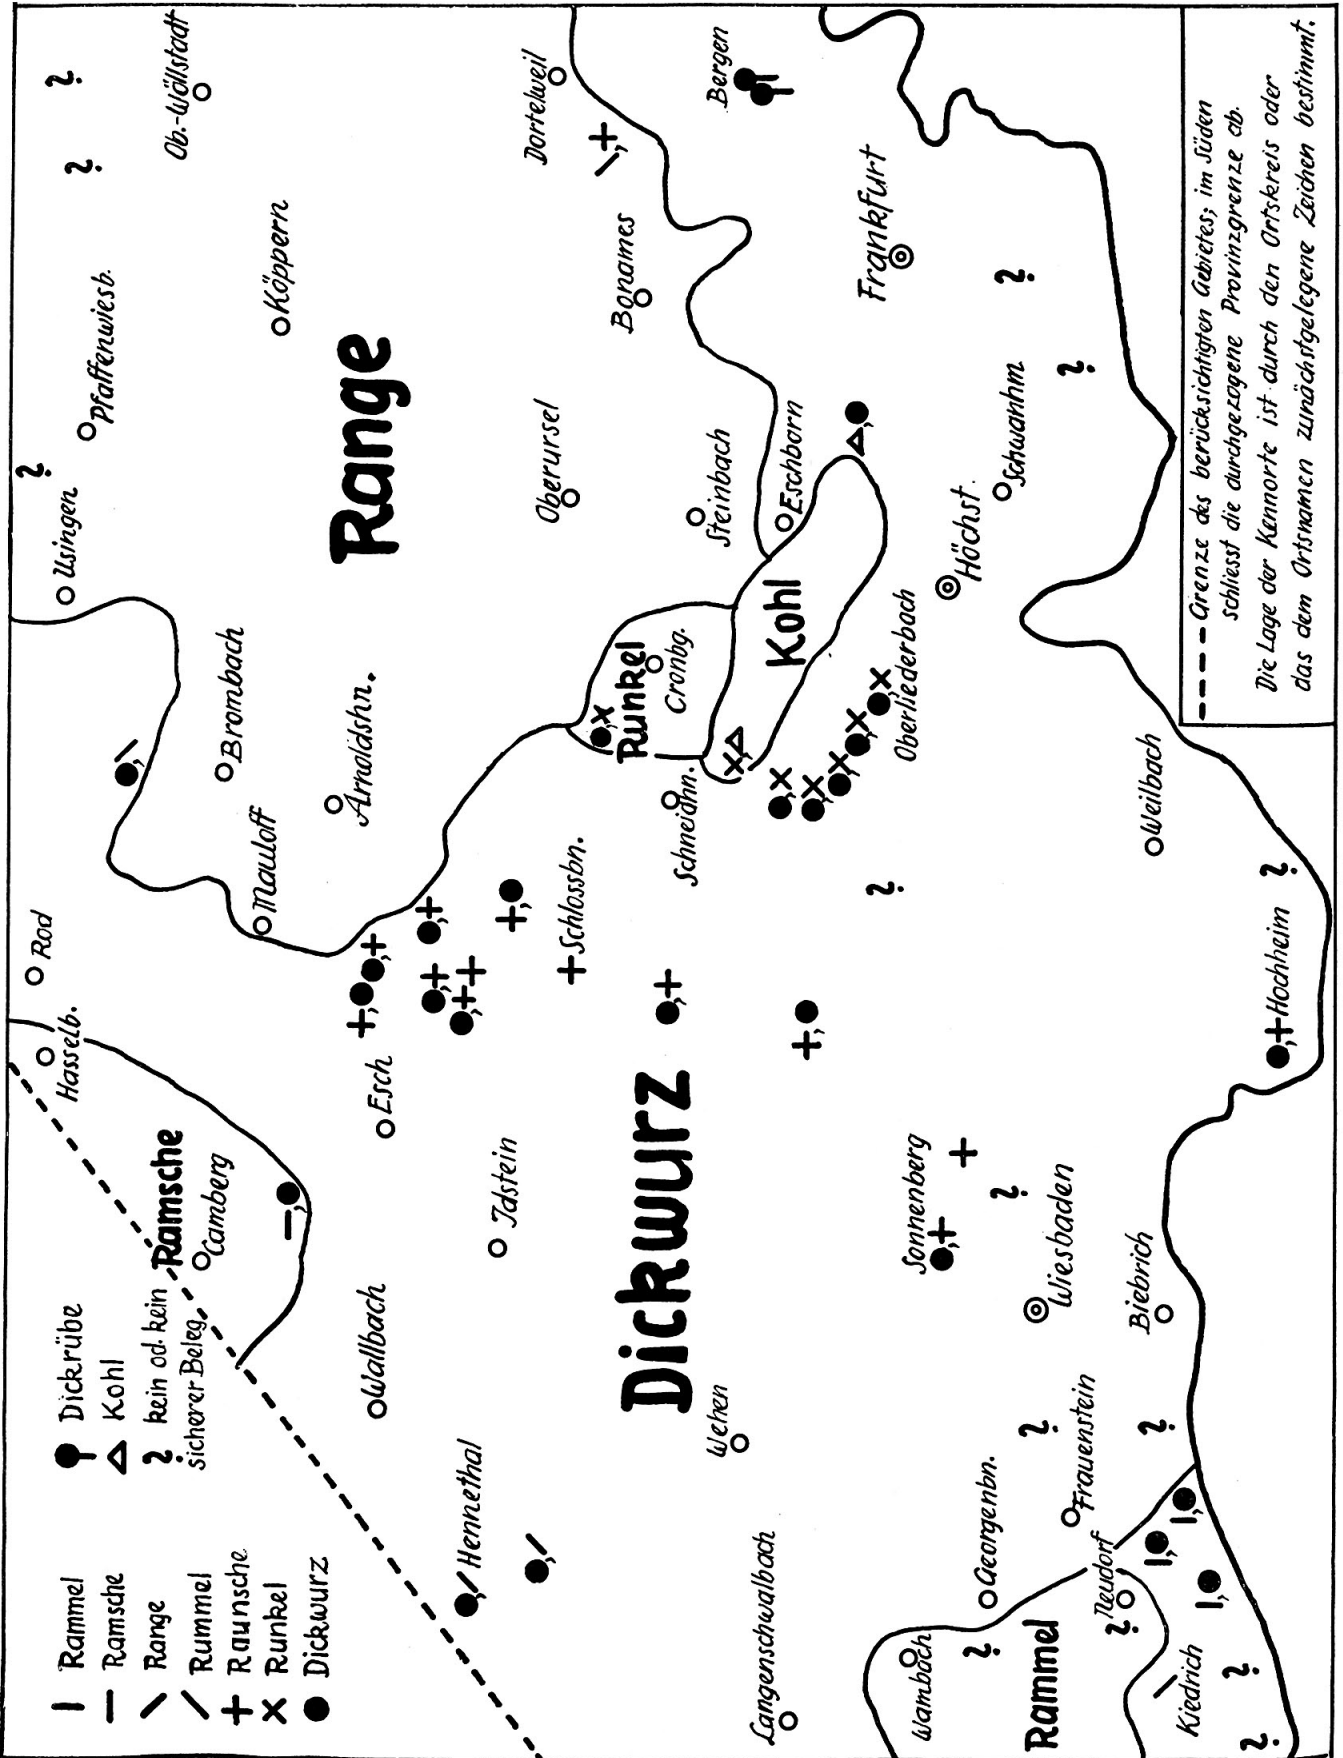 | Rammel
— Ramsche
\ Range
/ Rummel
+ Raunsche
x Runkel
● Dickwurz
Dickrübe
△ Kohl
? kein od. kein
sicherer Beleg.
Hasselb.
Rod
Usingen
Pfaffenwiesb.
Ob.-Wöllstadt
Ramsche
Camberg
Mauloff
Brombach
Köppern
Arnoldshn.
Range
Wallbach
Esch
Hennethal
Idstein
Schlossbn.
Oberursel
Dortelweil
Runkel
Cronbg.
Bonames
Dickwurz
Schneidhn.
Steinbach
Bergen
Wehen
Kohl
Eschborn
Langenschwalbach
Oberliederbach
Frankfurt
Wambach
Sonnenberg
Höchst
Georgenbn.
Schwanhm.
Rammel
Wiesbaden
Frauenstein
Neudorf
Biebrich
Weilbach
Kiedrich
Hochheim
---- Grenze des berücksichtigten Gebietes; im Süden
schliesst die durchgezogene Provinzgrenze ab.
Die Lage der Kennorte ist durch den Ortskreis oder
das dem Ortsnamen zunächstgelegene Zeichen bestimmt.